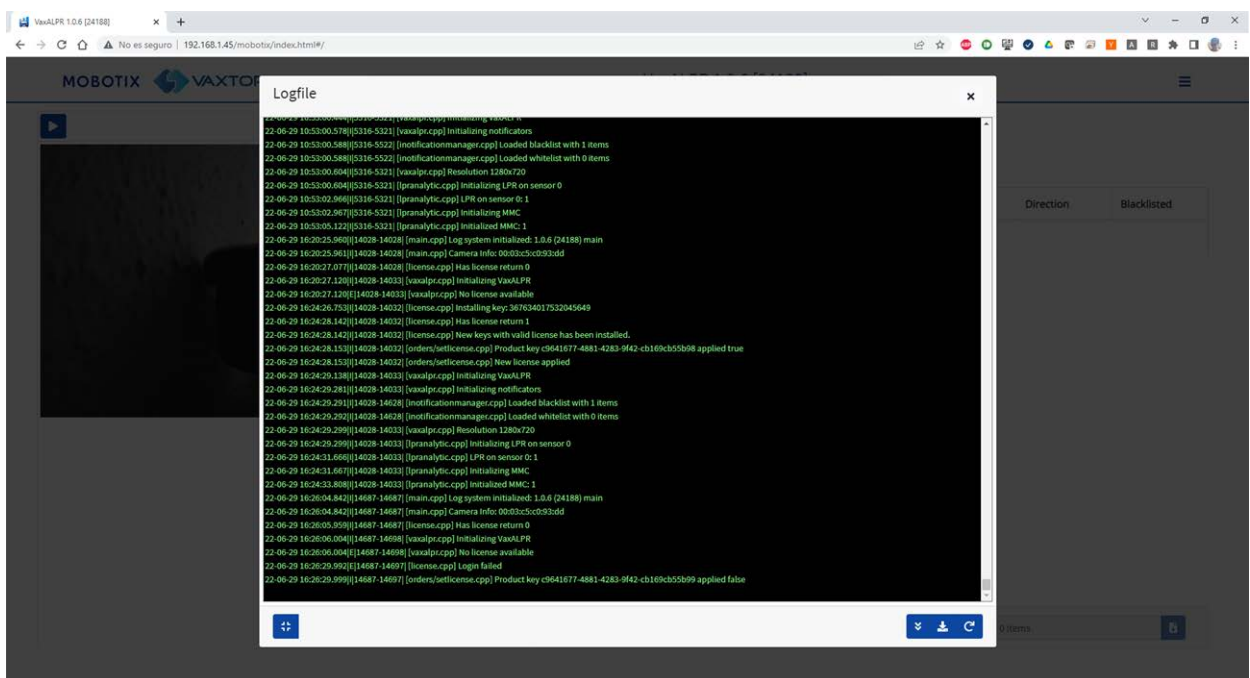 VaxALPR 1.0.6 [24188]
No es seguro | 192.168.1.45/mobotix/index.html#/
MOBOTIX VAXTOR
Logfile
22-06-29 10:53:00.444|I|5316-5321| [vaxalpr.cpp] Initializing VaxALPR
22-06-29 10:53:00.578|I|5316-5321| [vaxalpr.cpp] Initializing notificators
22-06-29 10:53:00.588|I|5316-5522| [inotificationmanager.cpp] Loaded blacklist with 1 items
22-06-29 10:53:00.588|I|5316-5522| [inotificationmanager.cpp] Loaded whitelist with 0 items
22-06-29 10:53:00.604|I|5316-5321| [vaxalpr.cpp] Resolution 1280x720
22-06-29 10:53:00.604|I|5316-5321| [lpranalytic.cpp] Initializing LPR on sensor 0
22-06-29 10:53:02.966|I|5316-5321| [lpranalytic.cpp] LPR on sensor 0: 1
22-06-29 10:53:02.967|I|5316-5321| [lpranalytic.cpp] Initializing MMC
22-06-29 10:53:05.122|I|5316-5321| [lpranalytic.cpp] Initialized MMC: 1
22-06-29 16:20:25.960|I|14028-14028| [main.cpp] Log system initialized: 1.0.6 (24188) main
22-06-29 16:20:25.961|I|14028-14028| [main.cpp] Camera Info: 00:03:c5:c0:93:dd
22-06-29 16:20:27.077|I|14028-14028| [license.cpp] Has license return 0
22-06-29 16:20:27.120|I|14028-14033| [vaxalpr.cpp] Initializing VaxALPR
22-06-29 16:20:27.120|E|14028-14033| [vaxalpr.cpp] No license available
22-06-29 16:24:26.753|I|14028-14032| [license.cpp] Installing key: 367634017532045649
22-06-29 16:24:28.142|I|14028-14032| [license.cpp] Has license return 1
22-06-29 16:24:28.142|I|14028-14032| [license.cpp] New keys with valid license has been installed.
22-06-29 16:24:28.153|I|14028-14032| [orders/setlicense.cpp] Product key c9641677-4881-4283-9f42-cb169cb55b98 applied true
22-06-29 16:24:28.153|I|14028-14032| [orders/setlicense.cpp] New license applied
22-06-29 16:24:29.138|I|14028-14033| [vaxalpr.cpp] Initializing VaxALPR
22-06-29 16:24:29.281|I|14028-14033| [vaxalpr.cpp] Initializing notificators
22-06-29 16:24:29.291|I|14028-14628| [inotificationmanager.cpp] Loaded blacklist with 1 items
22-06-29 16:24:29.292|I|14028-14628| [inotificationmanager.cpp] Loaded whitelist with 0 items
22-06-29 16:24:29.299|I|14028-14033| [vaxalpr.cpp] Resolution 1280x720
22-06-29 16:24:29.299|I|14028-14033| [lpranalytic.cpp] Initializing LPR on sensor 0
22-06-29 16:24:31.666|I|14028-14033| [lpranalytic.cpp] LPR on sensor 0: 1
22-06-29 16:24:31.667|I|14028-14033| [lpranalytic.cpp] Initializing MMC
22-06-29 16:24:33.808|I|14028-14033| [lpranalytic.cpp] Initialized MMC: 1
22-06-29 16:26:04.842|I|14687-14687| [main.cpp] Log system initialized: 1.0.6 (24188) main
22-06-29 16:26:04.842|I|14687-14687| [main.cpp] Camera Info: 00:03:c5:c0:93:dd
22-06-29 16:26:05.959|I|14687-14687| [license.cpp] Has license return 0
22-06-29 16:26:06.004|I|14687-14698| [vaxalpr.cpp] Initializing VaxALPR
22-06-29 16:26:06.004|E|14687-14698| [vaxalpr.cpp] No license available
22-06-29 16:26:29.992|E|14687-14697| [license.cpp] Login failed
22-06-29 16:26:29.999|I|14687-14697| [orders/setlicense.cpp] Product key c9641677-4881-4283-9f42-cb169cb55b99 applied false
Direction Blacklisted
0 items